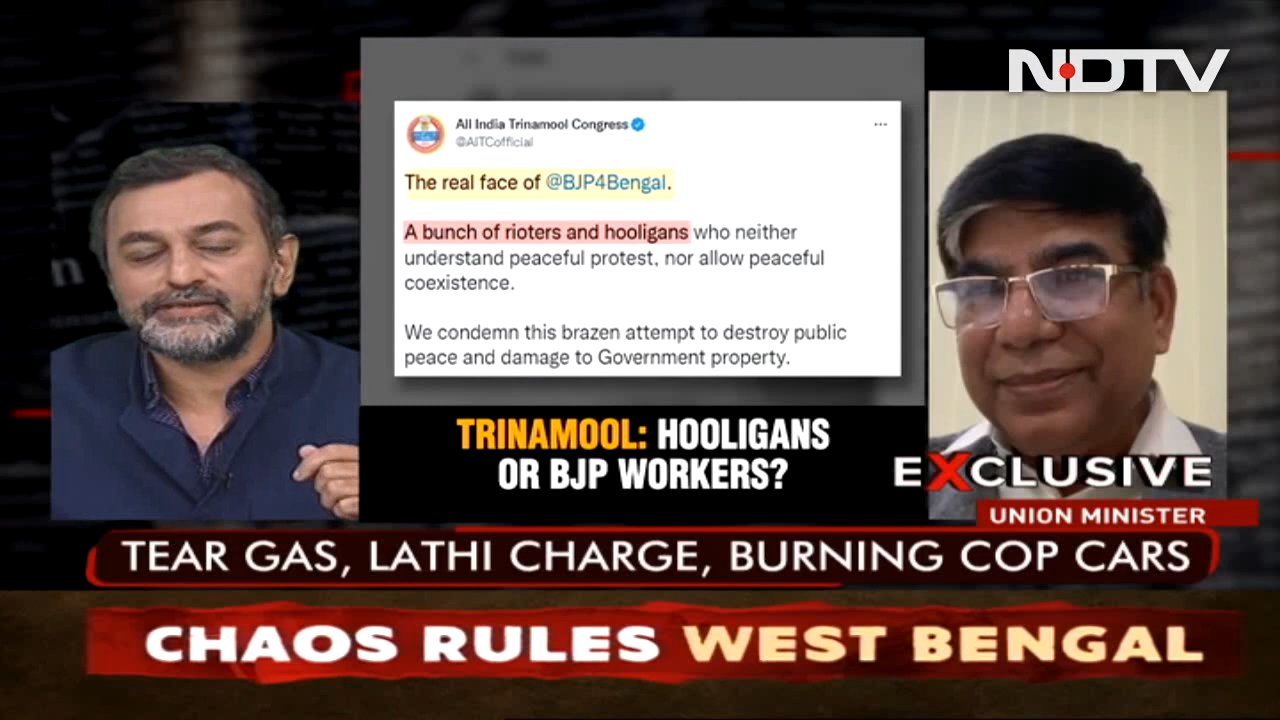 NDTV
All India Trinamool Congress
@AITCofficial
The real face of @BJP4Bengal.
A bunch of rioters and hooligans who neither
understand peaceful protest, nor allow peaceful
coexistence.
We condemn this brazen attempt to destroy public
peace and damage to Government property.
TRINAMOOL: HOOLIGANS
OR BJP WORKERS?
EXCLUSIVE
UNION MINISTER
TEAR GAS, LATHI CHARGE, BURNING COP CARS
CHAOS RULES WEST BENGAL